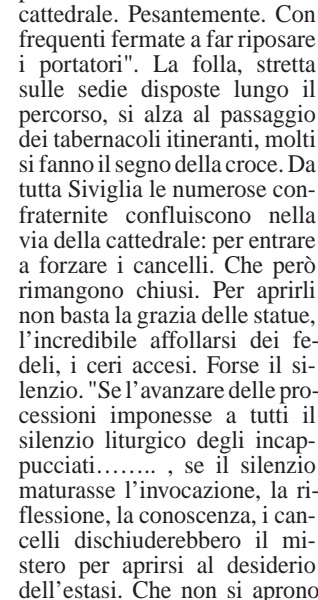 cattedrale. Pesantemente. Con
frequenti fermate a far riposare
i portatori". La folla, stretta
sulle sedie disposte lungo il
percorso, si alza al passaggio
dei tabernacoli itineranti, molti
si fanno il segno della croce. Da
tutta Siviglia le numerose con-
fraternite confluiscono nella
via della cattedrale: per entrare
a forzare i cancelli. Che però
rimangono chiusi. Per aprirli
non basta la grazia delle statue,
l'incredibile affollarsi dei fe-
deli, i ceri accesi. Forse il si-
lenzio. "Se l'avanzare delle pro-
cessioni imponesse a tutti il
silenzio liturgico degli incap-
pucciati…….. , se il silenzio
maturasse l'invocazione, la ri-
flessione, la conoscenza, i can-
celli dischiuderebbero il mi-
stero per aprirsi al desiderio
dell'estasi. Che non si aprono